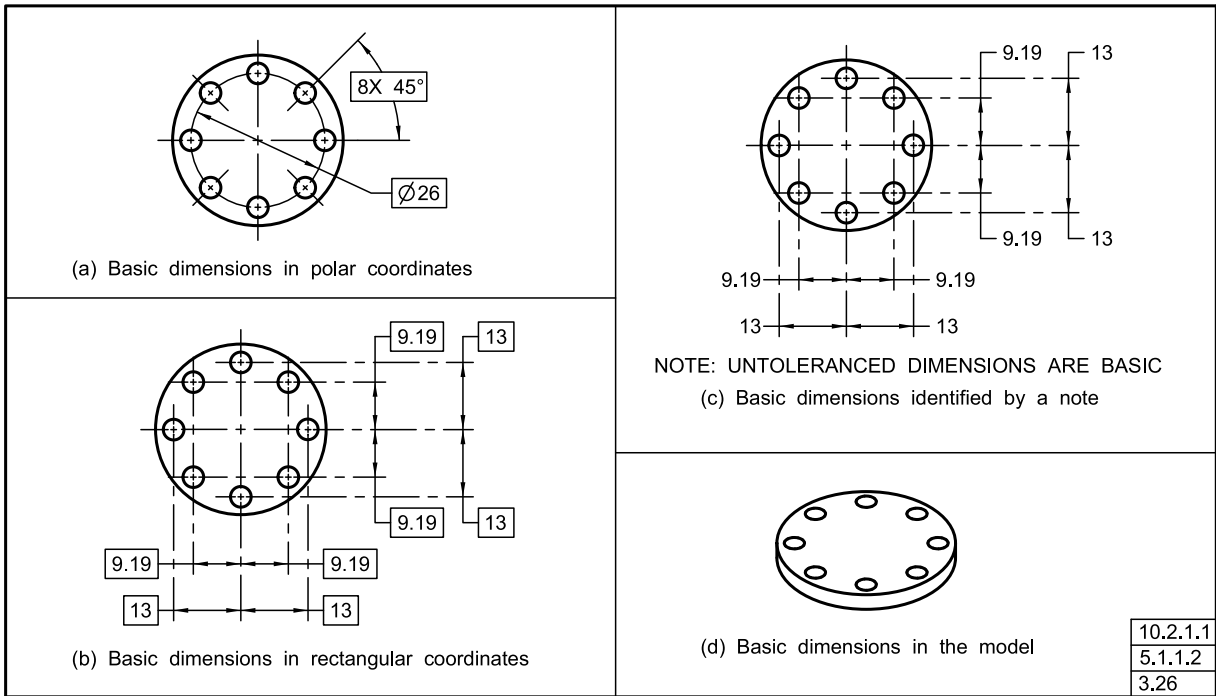 8X 45°
∅26
(a) Basic dimensions in polar coordinates
9.19 13
9.19 13
9.19 9.19
13 13
(b) Basic dimensions in rectangular coordinates
9.19 13
9.19 13
9.19 9.19
13 13
NOTE: UNTOLERANCED DIMENSIONS ARE BASIC
(c) Basic dimensions identified by a note
(d) Basic dimensions in the model
10.2.1.1
5.1.1.2
3.26